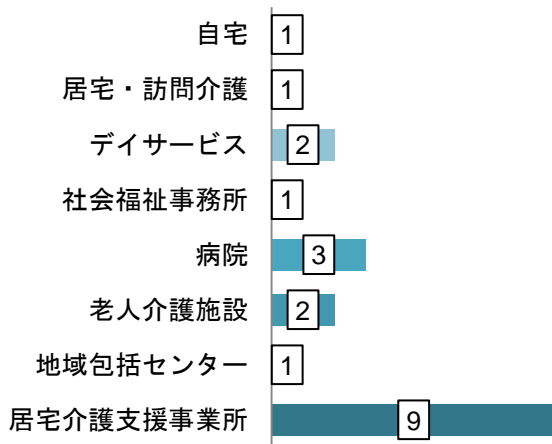 自宅 1
居宅・訪問介護 1
デイサービス 2
社会福祉事務所 1
病院 3
老人介護施設 2
地域包括センター 1
居宅介護支援事業所 9